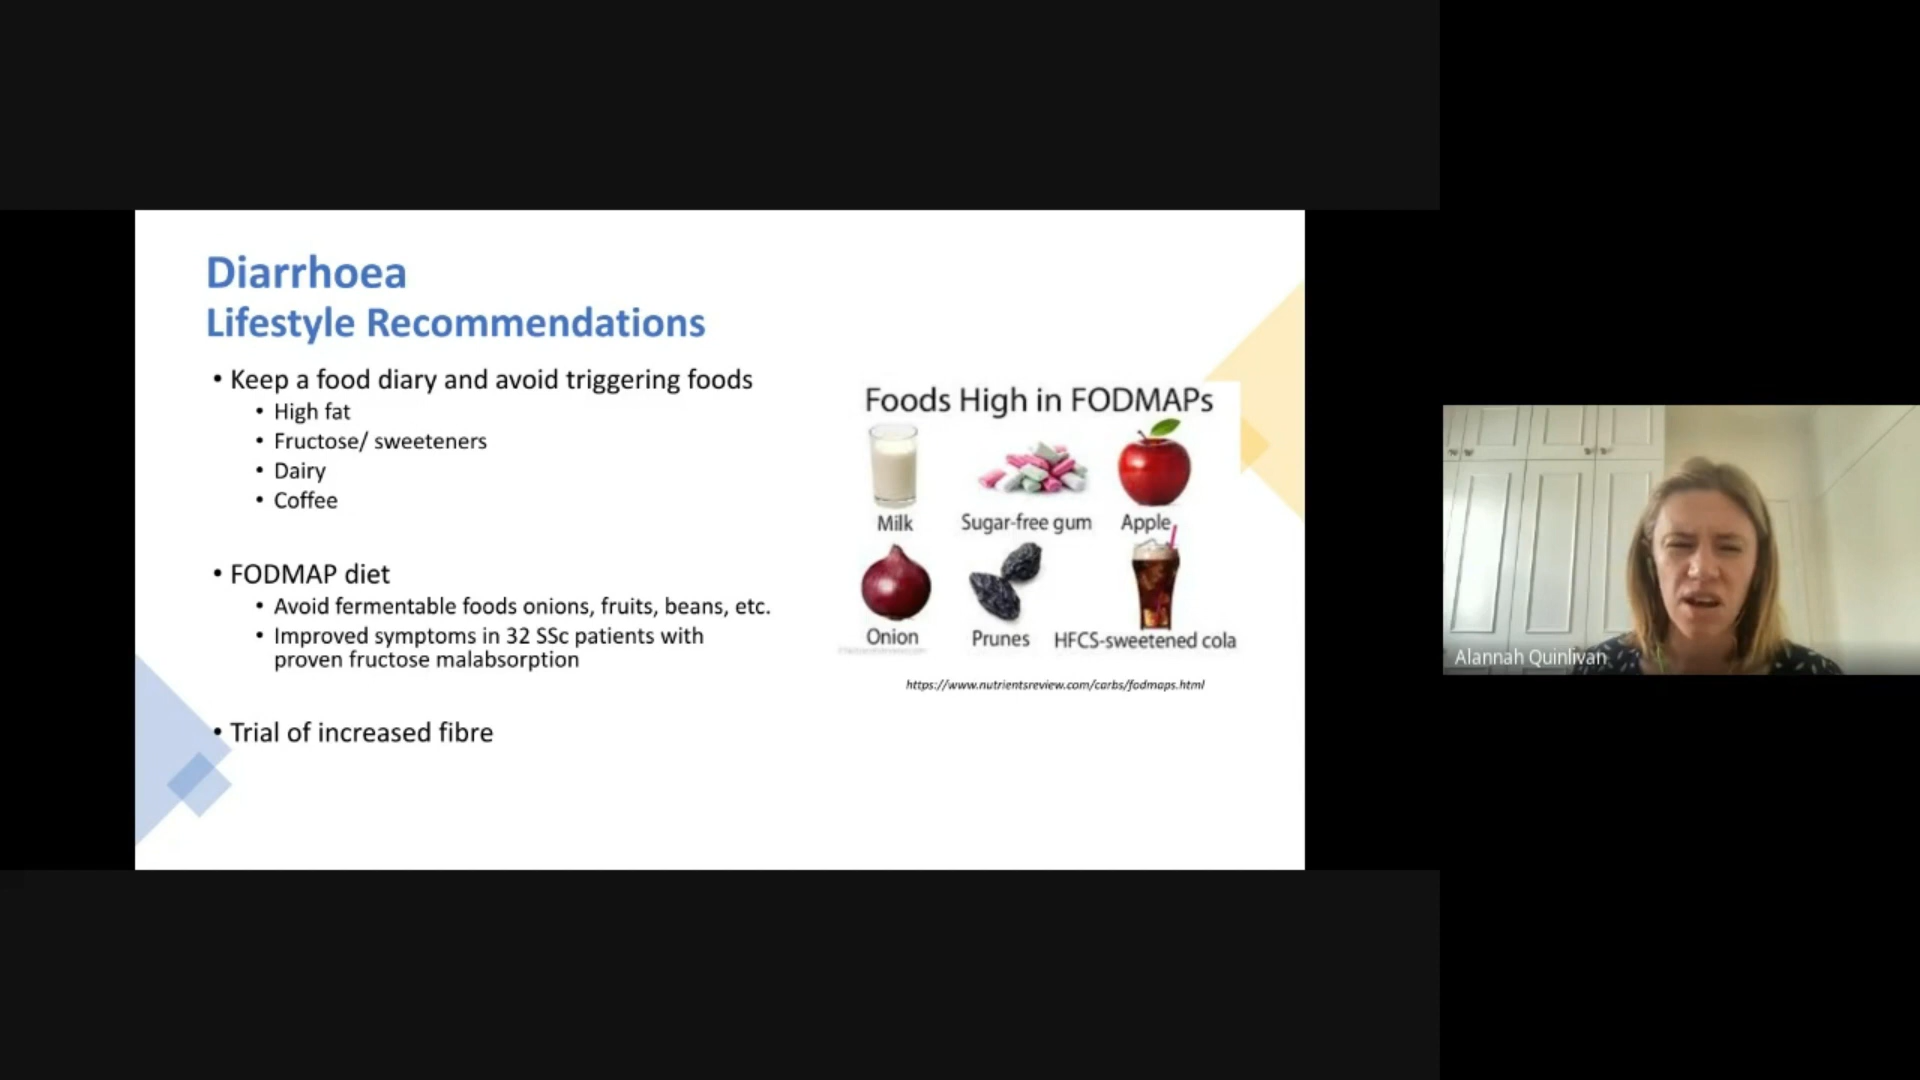 Diarrhoea
Lifestyle Recommendations
• Keep a food diary and avoid triggering foods
• High fat
• Fructose/ sweeteners
• Dairy
• Coffee
• FODMAP diet
• Avoid fermentable foods onions, fruits, beans, etc.
• Improved symptoms in 32 SSc patients with
proven fructose malabsorption
• Trial of increased fibre
Foods High in FODMAPs
Milk
Sugar-free gum
Apple
Onion
Prunes
HFCS-sweetened cola
https://www.nutrientsreview.com/carbs/fodmaps.html
Alannah Quinlivan